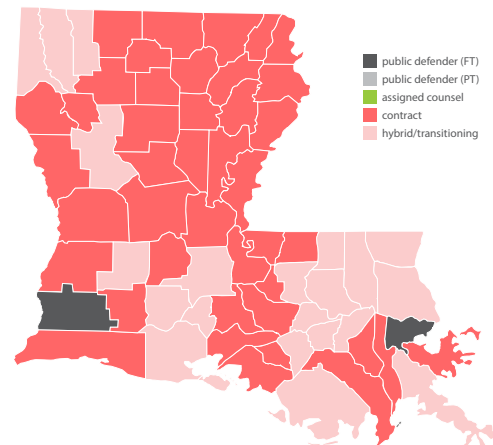 public defender (FT)
public defender (PT)
assigned counsel
contract
hybrid/transitioning